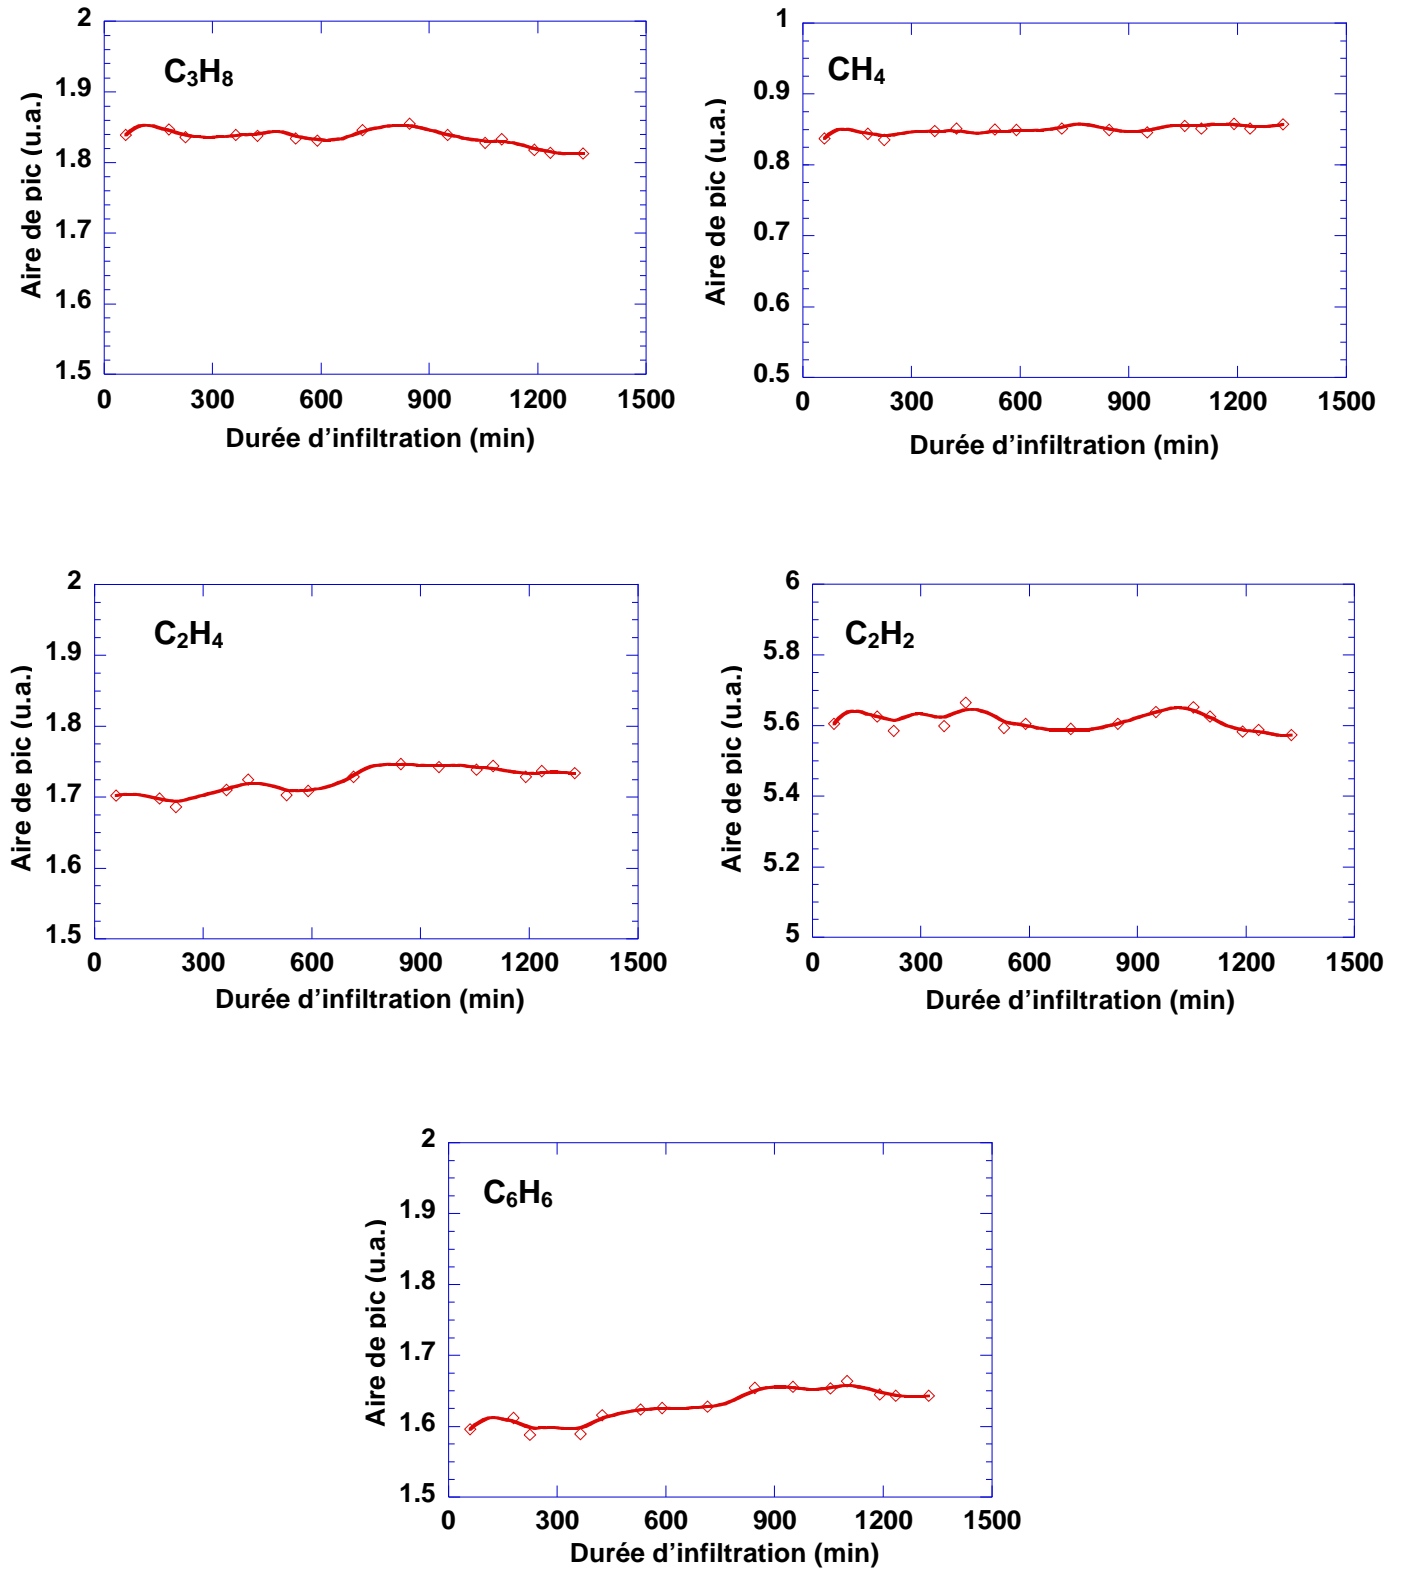 C₃H₈
Aire de pic (u.a.)
2
1.9
1.8
1.7
1.6
1.5
0 300 600 900 1200 1500
Durée d’infiltration (min)
CH₄
Aire de pic (u.a.)
1
0.9
0.8
0.7
0.6
0.5
0 300 600 900 1200 1500
Durée d’infiltration (min)
C₂H₄
Aire de pic (u.a.)
2
1.9
1.8
1.7
1.6
1.5
0 300 600 900 1200 1500
Durée d’infiltration (min)
C₂H₂
Aire de pic (u.a.)
6
5.8
5.6
5.4
5.2
5
0 300 600 900 1200 1500
Durée d’infiltration (min)
C₆H₆
Aire de pic (u.a.)
2
1.9
1.8
1.7
1.6
1.5
0 300 600 900 1200 1500
Durée d’infiltration (min)